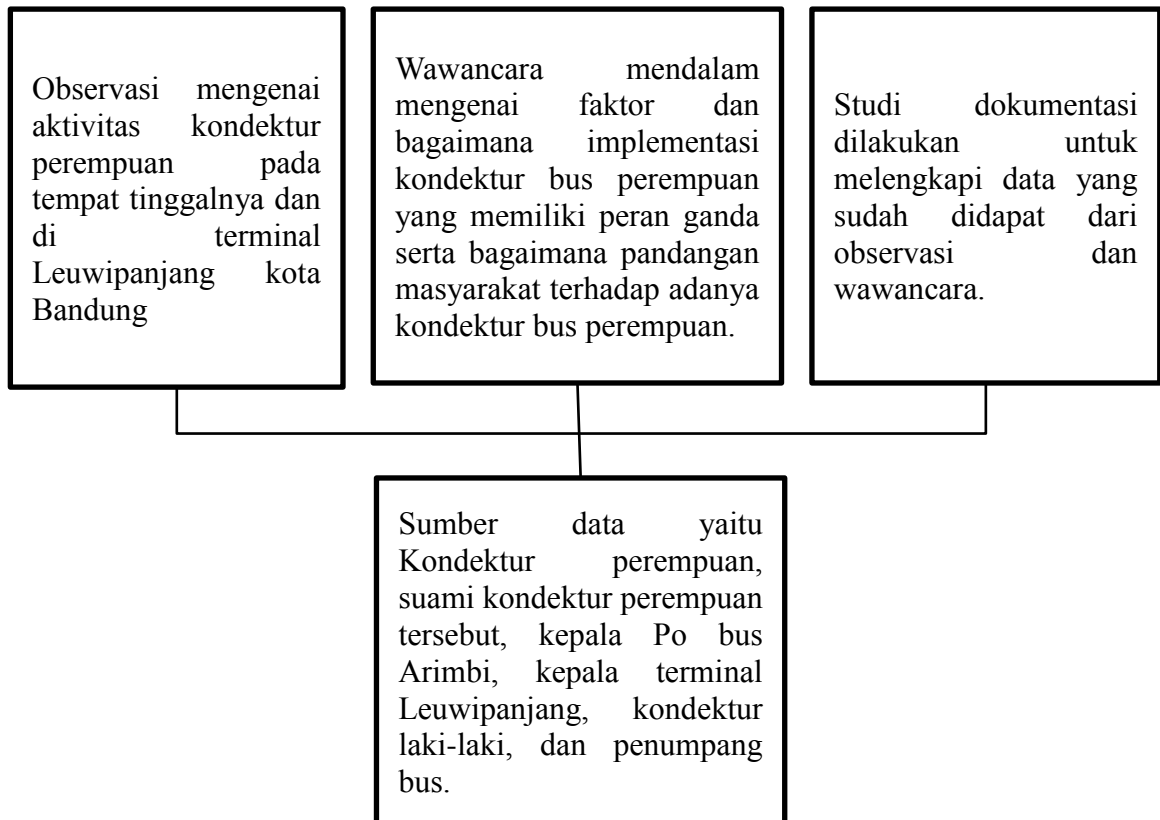 Observasi mengenai
aktivitas kondektur
perempuan pada
tempat tinggalnya dan
di terminal
Leuwipanjang kota
Bandung
Wawancara mendalam
mengenai faktor dan
bagaimana implementasi
kondektur bus perempuan
yang memiliki peran ganda
serta bagaimana pandangan
masyarakat terhadap adanya
kondektur bus perempuan.
Studi dokumentasi
dilakukan untuk
melengkapi data yang
sudah didapat dari
observasi dan
wawancara.
Sumber data yaitu
Kondektur perempuan,
suami kondektur perempuan
tersebut, kepala Po bus
Arimbi, kepala terminal
Leuwipanjang, kondektur
laki-laki, dan penumpang
bus.